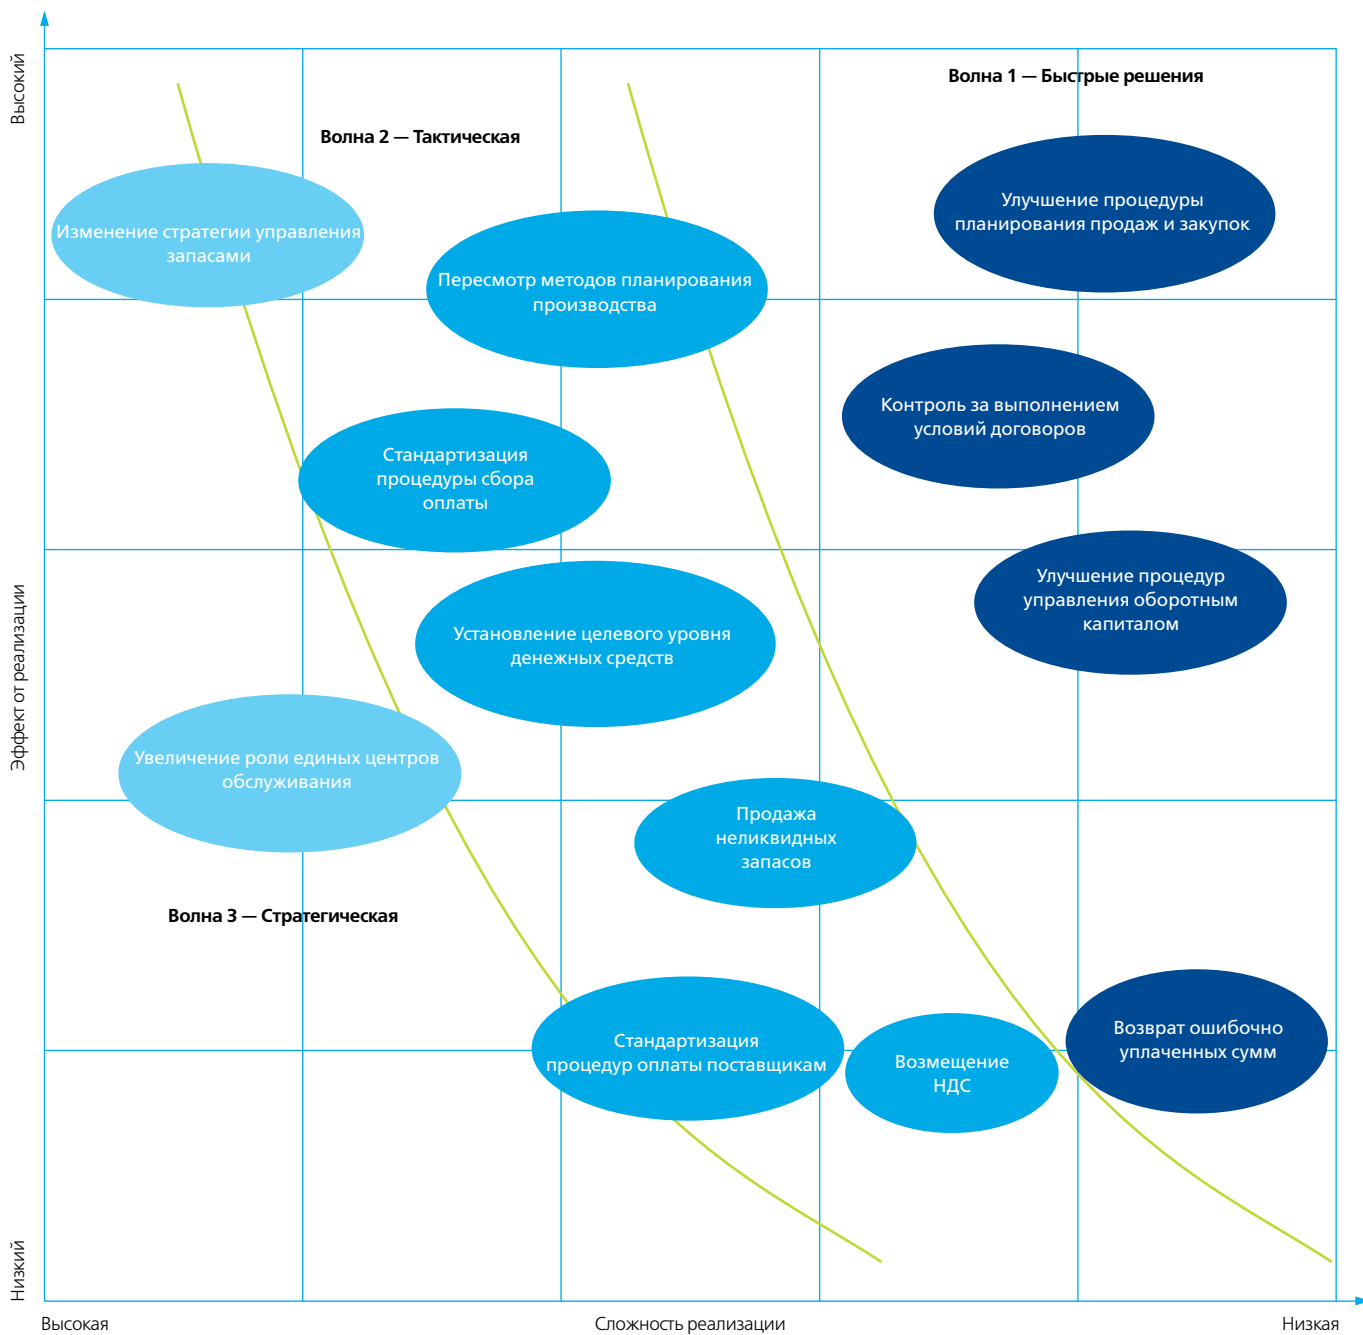 Высокий
Волна 1 — Быстрые решения
Волна 2 — Тактическая
Улучшение процедуры
планирования продаж и закупок
Изменение стратегии управления
запасами
Пересмотр методов планирования
производства
Контроль за выполнением
условий договоров
Стандартизация
процедуры сбора
оплаты
Улучшение процедур
управления оборотным
капиталом
Эффект от реализации
Установление целевого уровня
денежных средств
Увеличение роли единых центров
обслуживания
Продажа
неликвидных
запасов
Волна 3 — Стратегическая
Стандартизация
процедур оплаты поставщикам
Возмещение
НДС
Возврат ошибочно
уплаченных сумм
Низкий
Высокая
Сложность реализации
Низкая